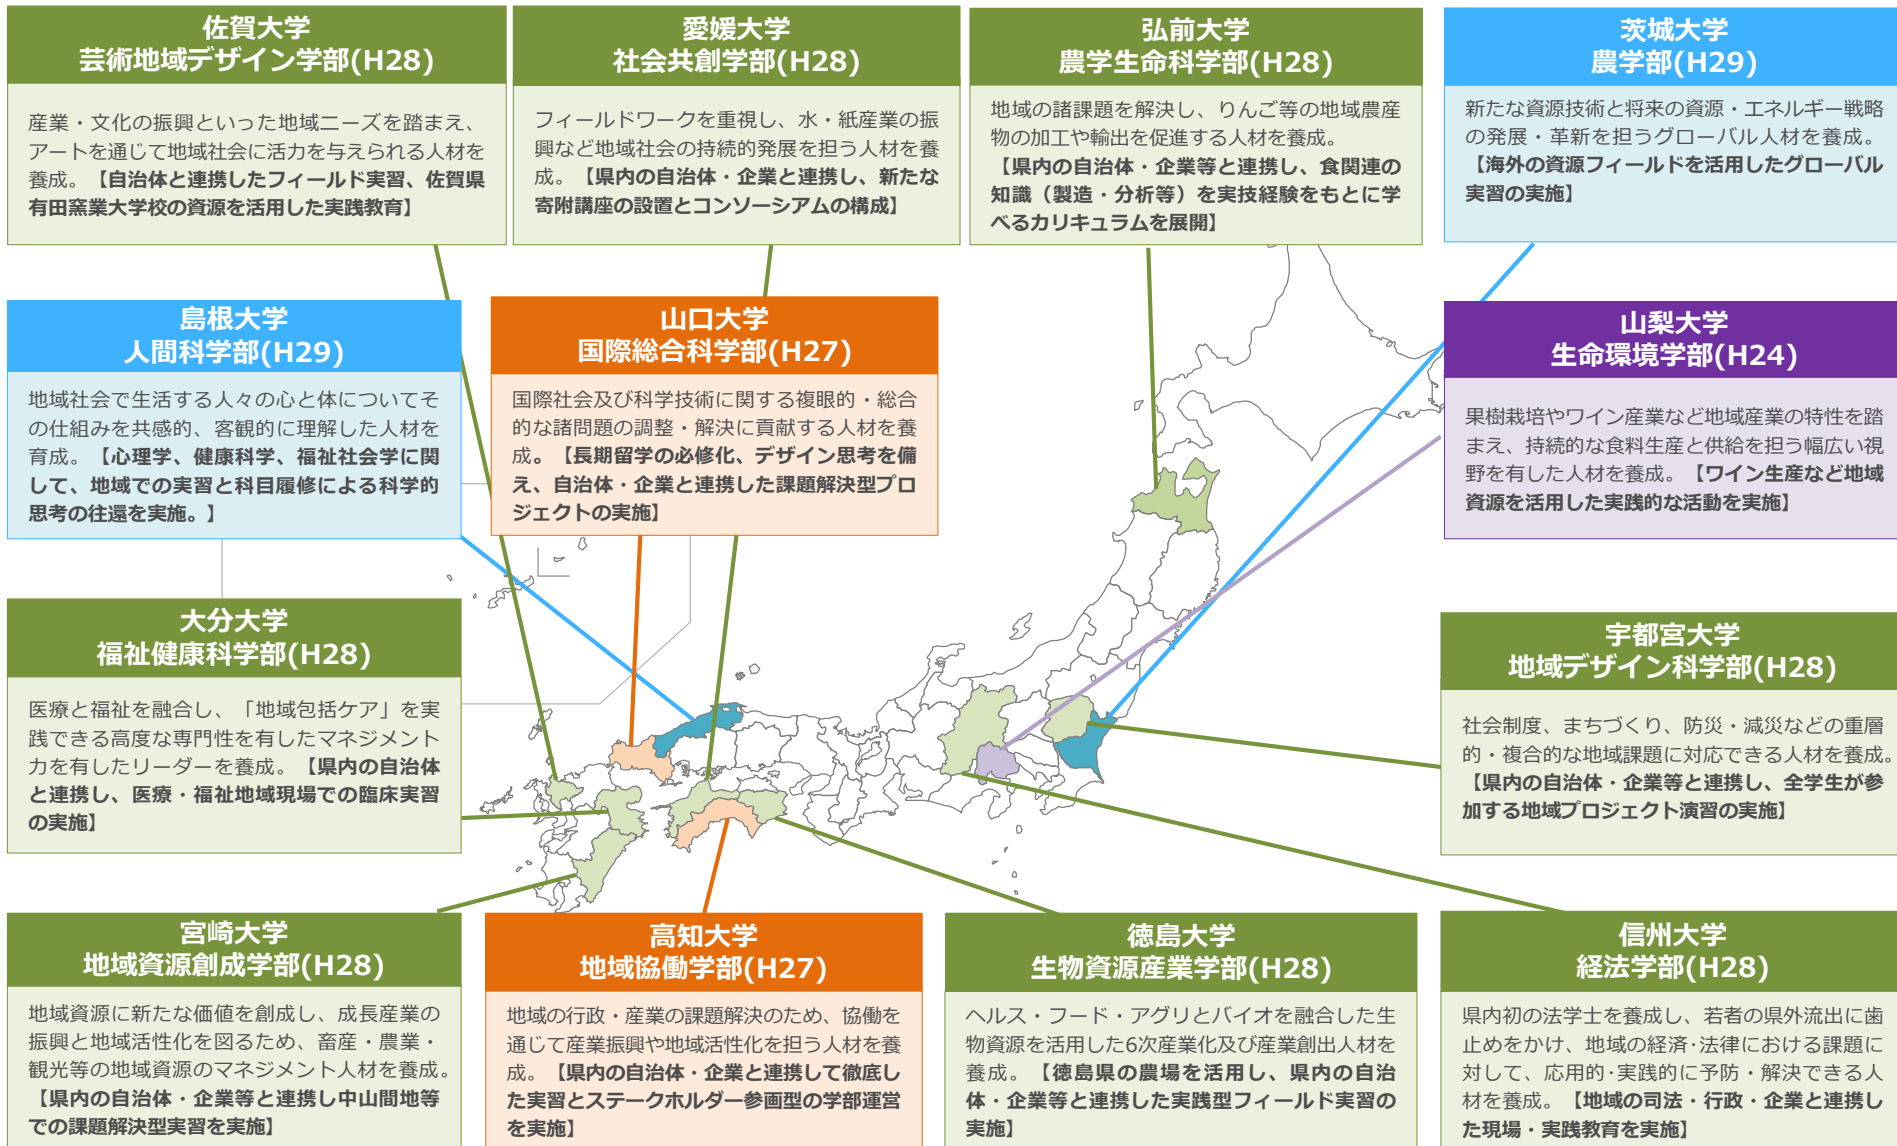 佐賀大学
芸術地域デザイン学部(H28)
産業・文化の振興といった地域ニーズを踏まえ、
アートを通じて地域社会に活力を与えられる人材を
養成。【自治体と連携したフィールド実習、佐賀県
有田窯業大学校の資源を活用した実践教育】
愛媛大学
社会共創学部(H28)
フィールドワークを重視し、水・紙産業の振
興など地域社会の持続的発展を担う人材を養
成。【県内の自治体・企業と連携し、新たな
寄附講座の設置とコンソーシアムの構成】
弘前大学
農学生命科学部(H28)
地域の諸課題を解決し、りんご等の地域農産
物の加工や輸出を促進する人材を養成。
【県内の自治体・企業等と連携し、食関連の
知識（製造・分析等）を実技経験をもとに学
べるカリキュラムを展開】
茨城大学
農学部(H29)
新たな資源技術と将来の資源・エネルギー戦略
の発展・革新を担うグローバル人材を養成。
【海外の資源フィールドを活用したグローバル
実習の実施】
島根大学
人間科学部(H29)
地域社会で生活する人々の心と体についてそ
の仕組みを共感的、客観的に理解した人材を
育成。【心理学、健康科学、福祉社会学に関
して、地域での実習と科目履修による科学的
思考の往還を実施。】
山口大学
国際総合科学部(H27)
国際社会及び科学技術に関する複眼的・総合
的な諸問題の調整・解決に貢献する人材を養
成。【長期留学の必修化、デザイン思考を備
え、自治体・企業と連携した課題解決型プロ
ジェクトの実施】
山梨大学
生命環境学部(H24)
果樹栽培やワイン産業など地域産業の特性を踏
まえ、持続的な食料生産と供給を担う幅広い視
野を有した人材を養成。【ワイン生産など地域
資源を活用した実践的な活動を実施】
大分大学
福祉健康科学部(H28)
医療と福祉を融合し、「地域包括ケア」を実
践できる高度な専門性を有したマネジメント
力を有したリーダーを養成。【県内の自治体
と連携し、医療・福祉地域現場での臨床実習
の実施】
宇都宮大学
地域デザイン科学部(H28)
社会制度、まちづくり、防災・減災などの重層
的・複合的な地域課題に対応できる人材を養成。
【県内の自治体・企業等と連携し、全学生が参
加する地域プロジェクト演習の実施】
宮崎大学
地域資源創成学部(H28)
地域資源に新たな価値を創成し、成長産業の
振興と地域活性化を図るため、畜産・農業・
観光等の地域資源のマネジメント人材を養成。
【県内の自治体・企業等と連携し中山間地等
での課題解決型実習を実施】
高知大学
地域協働学部(H27)
地域の行政・産業の課題解決のため、協働を
通じて産業振興や地域活性化を担う人材を養
成。【県内の自治体・企業と連携して徹底し
た実習とステークホルダー参画型の学部運営
を実施】
徳島大学
生物資源産業学部(H28)
ヘルス・フード・アグリとバイオを融合した生
物資源を活用した6次産業化及び産業創出人材を
養成。【徳島県の農場を活用し、県内の自治
体・企業等と連携した実践型フィールド実習の
実施】
信州大学
経法学部(H28)
県内初の法学士を養成し、若者の県外流出に歯
止めをかけ、地域の経済・法律における課題に
対して、応用的・実践的に予防・解決できる人
材を養成。【地域の司法・行政・企業と連携し
た現場・実践教育を実施】